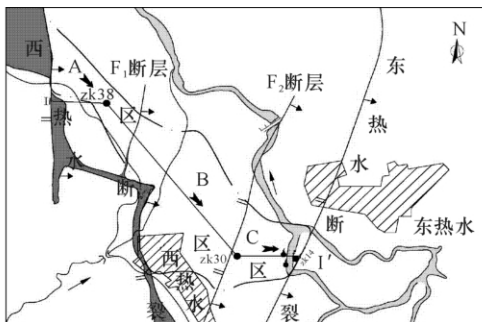 N
西
A
F₁断层
F₂断层
东
zk38
I
热
区
热
水
水
B
断
断
东热水
区
C
西
zk30
区
I′
热
水
裂
裂